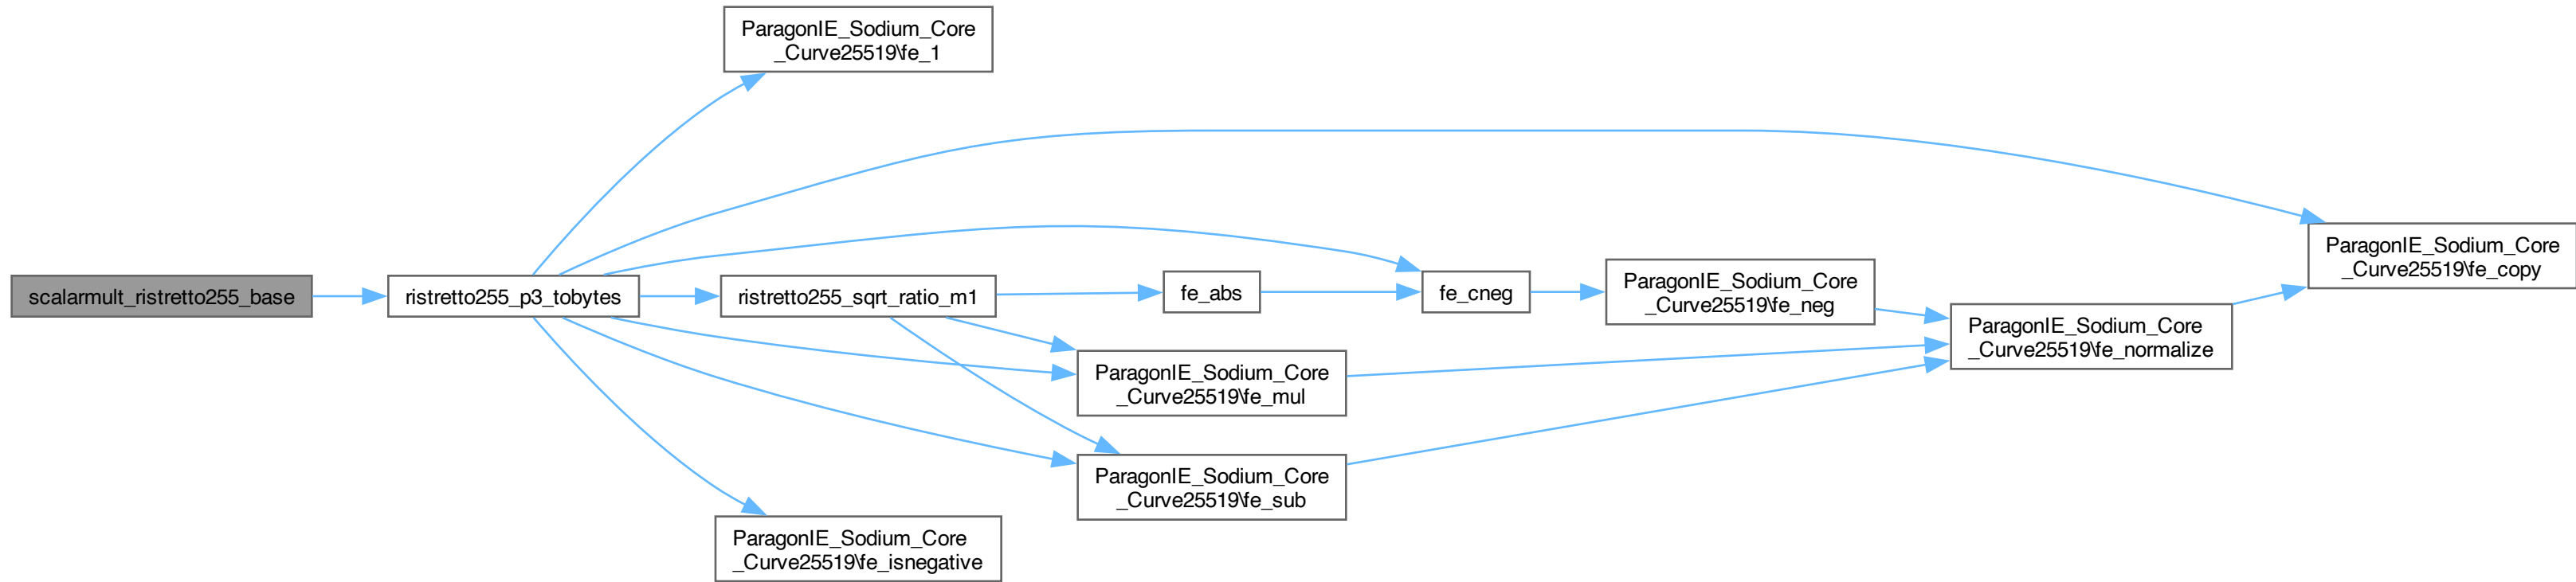 ParagonIE_Sodium_Core
_Curve25519\fe_1
scalarmult_ristretto255_base
ristretto255_p3_tobytes
ristretto255_sqrt_ratio_m1
fe_abs
fe_cneg
ParagonIE_Sodium_Core
_Curve25519\fe_neg
ParagonIE_Sodium_Core
_Curve25519\fe_normalize
ParagonIE_Sodium_Core
_Curve25519\fe_copy
ParagonIE_Sodium_Core
_Curve25519\fe_mul
ParagonIE_Sodium_Core
_Curve25519\fe_sub
ParagonIE_Sodium_Core
_Curve25519\fe_isnegative